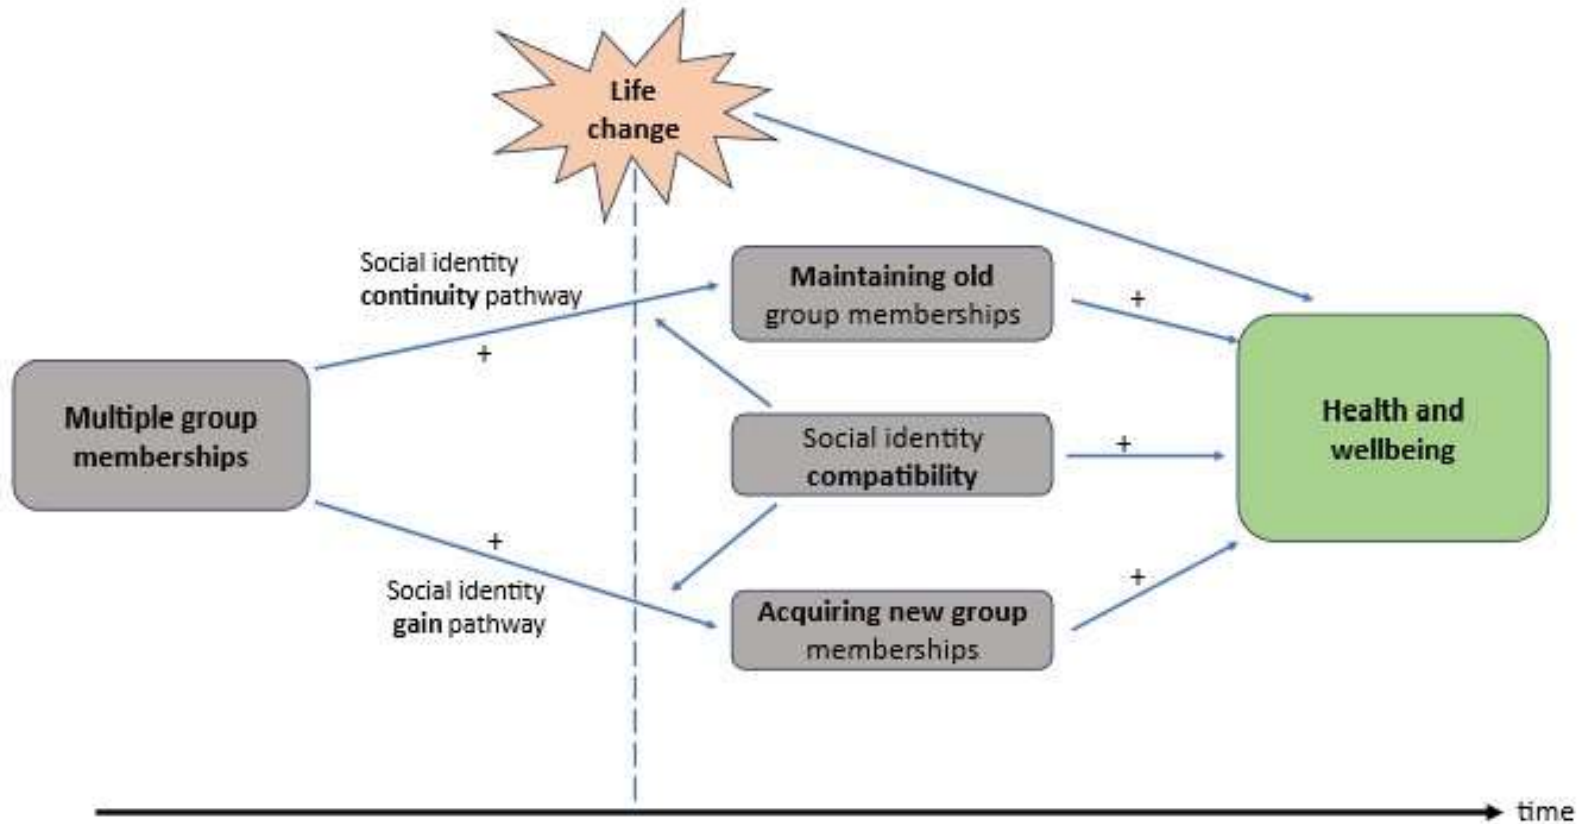 Life
change
Social identity
continuity pathway
+
Maintaining old
group memberships
+
Multiple group
memberships
Social identity
compatibility
+
Health and
wellbeing
+
Social identity
gain pathway
Acquiring new group
memberships
+
time